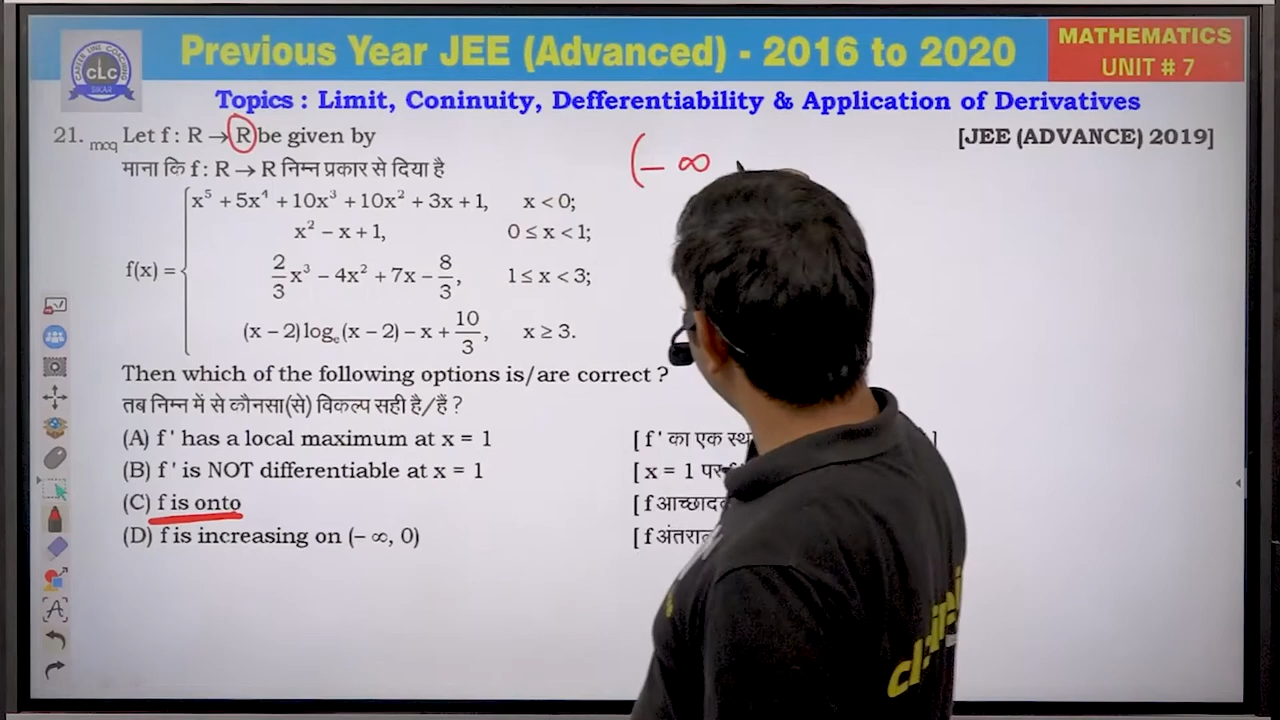 Previous Year JEE (Advanced) - 2016 to 2020
MATHEMATICS
UNIT # 7
CLC
SIKAR
Topics : Limit, Coninuity, Defferentiability & Application of Derivatives
21. mcq Let f : R → R be given by [JEE (ADVANCE) 2019]
माना कि f : R → R निम्न प्रकार से दिया है
(- ∞
x⁵ + 5x⁴ + 10x³ + 10x² + 3x + 1, x < 0;
x² – x + 1, 0 ≤ x < 1;
f(x) = 2/3 x³ – 4x² + 7x – 8/3, 1 ≤ x < 3;
(x – 2) logₑ(x – 2) – x + 10/3, x ≥ 3.
Then which of the following options is/are correct ?
तब निम्न में से कौनसा(से) विकल्प सही है/हैं ?
(A) f ' has a local maximum at x = 1 [ f ' का एक ]
(B) f ' is NOT differentiable at x = 1 [ x = 1 पर
(C) f is onto [ f
(D) f is increasing on (– ∞, 0) [ f